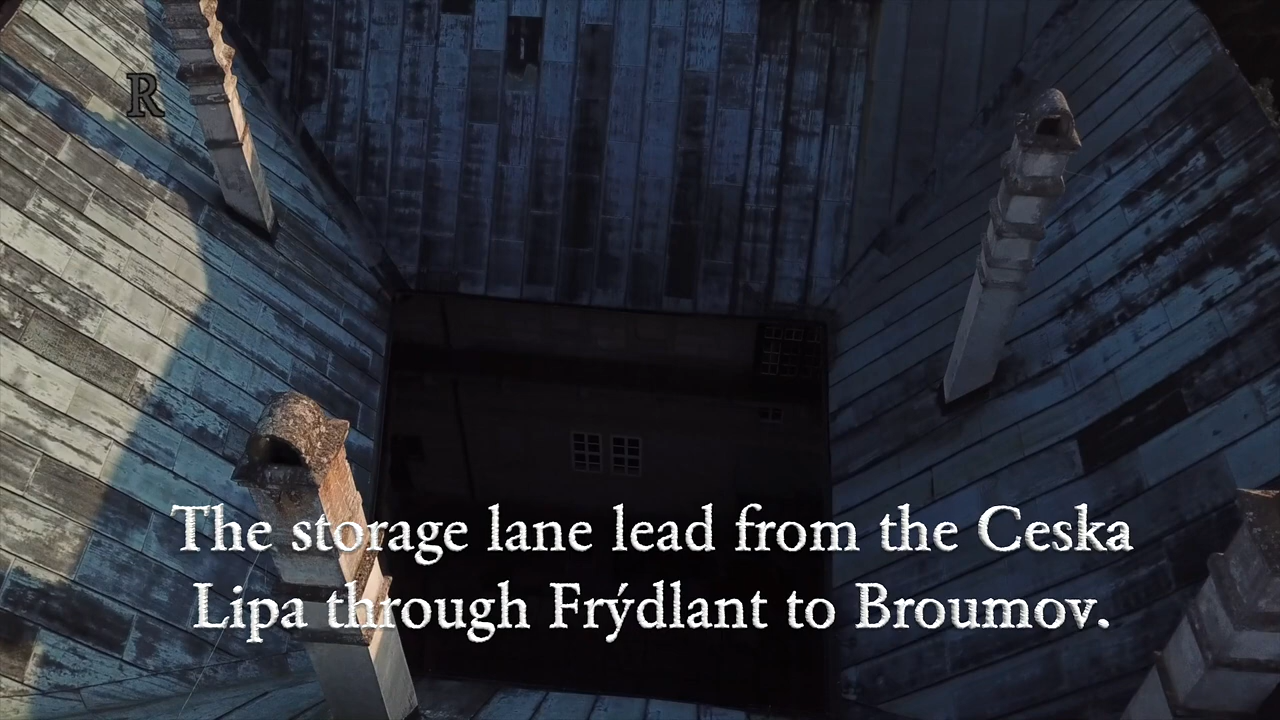 R
The storage lane lead from the Ceska
Lipa through Frýdlant to Broumov.